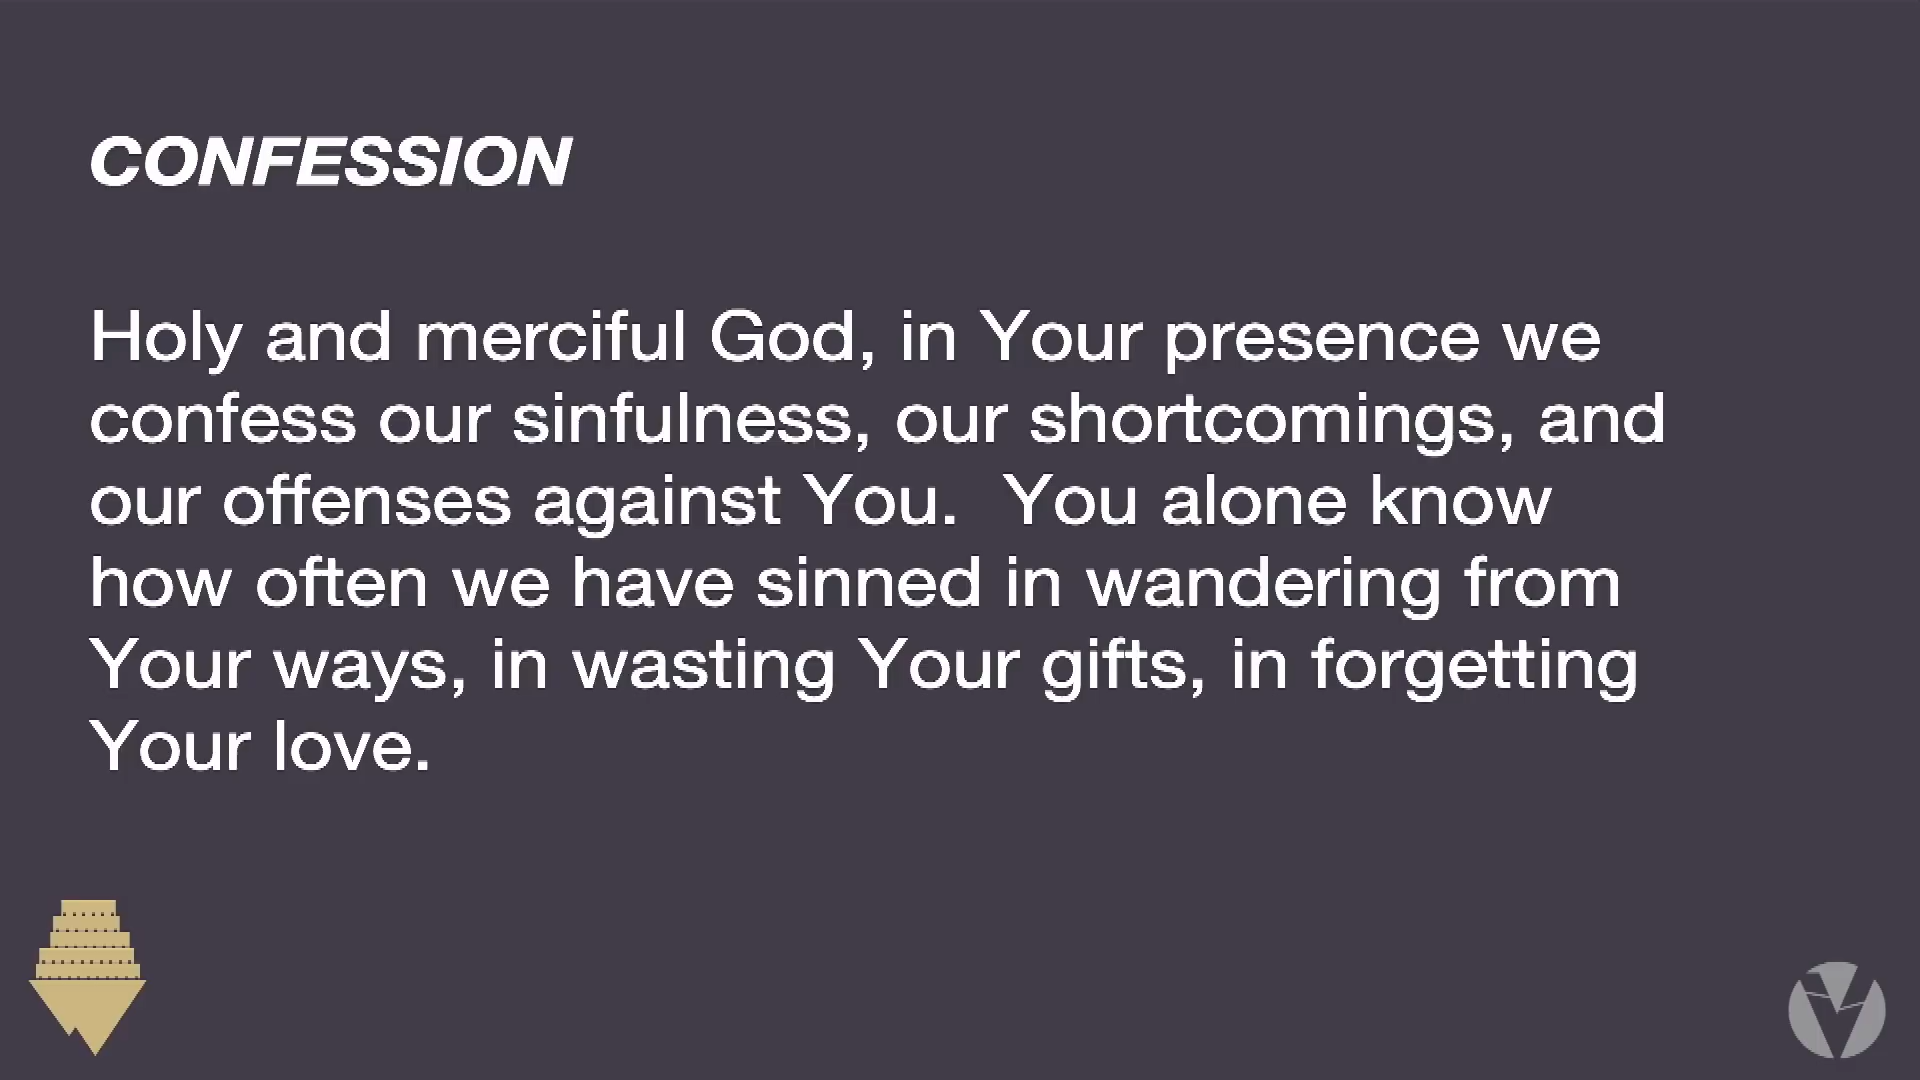 CONFESSION
Holy and merciful God, in Your presence we
confess our sinfulness, our shortcomings, and
our offenses against You.  You alone know
how often we have sinned in wandering from
Your ways, in wasting Your gifts, in forgetting
Your love.